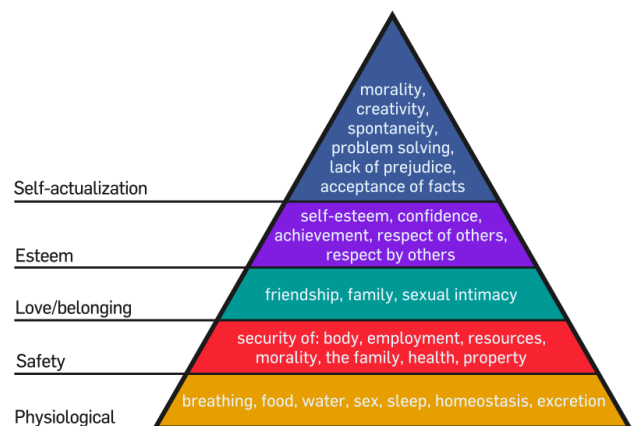 morality,
creativity,
spontaneity,
problem solving,
lack of prejudice,
acceptance of facts
Self-actualization
self-esteem, confidence,
achievement, respect of others,
respect by others
Esteem
friendship, family, sexual intimacy
Love/belonging
security of: body, employment, resources,
morality, the family, health, property
Safety
breathing, food, water, sex, sleep, homeostasis, excretion
Physiological